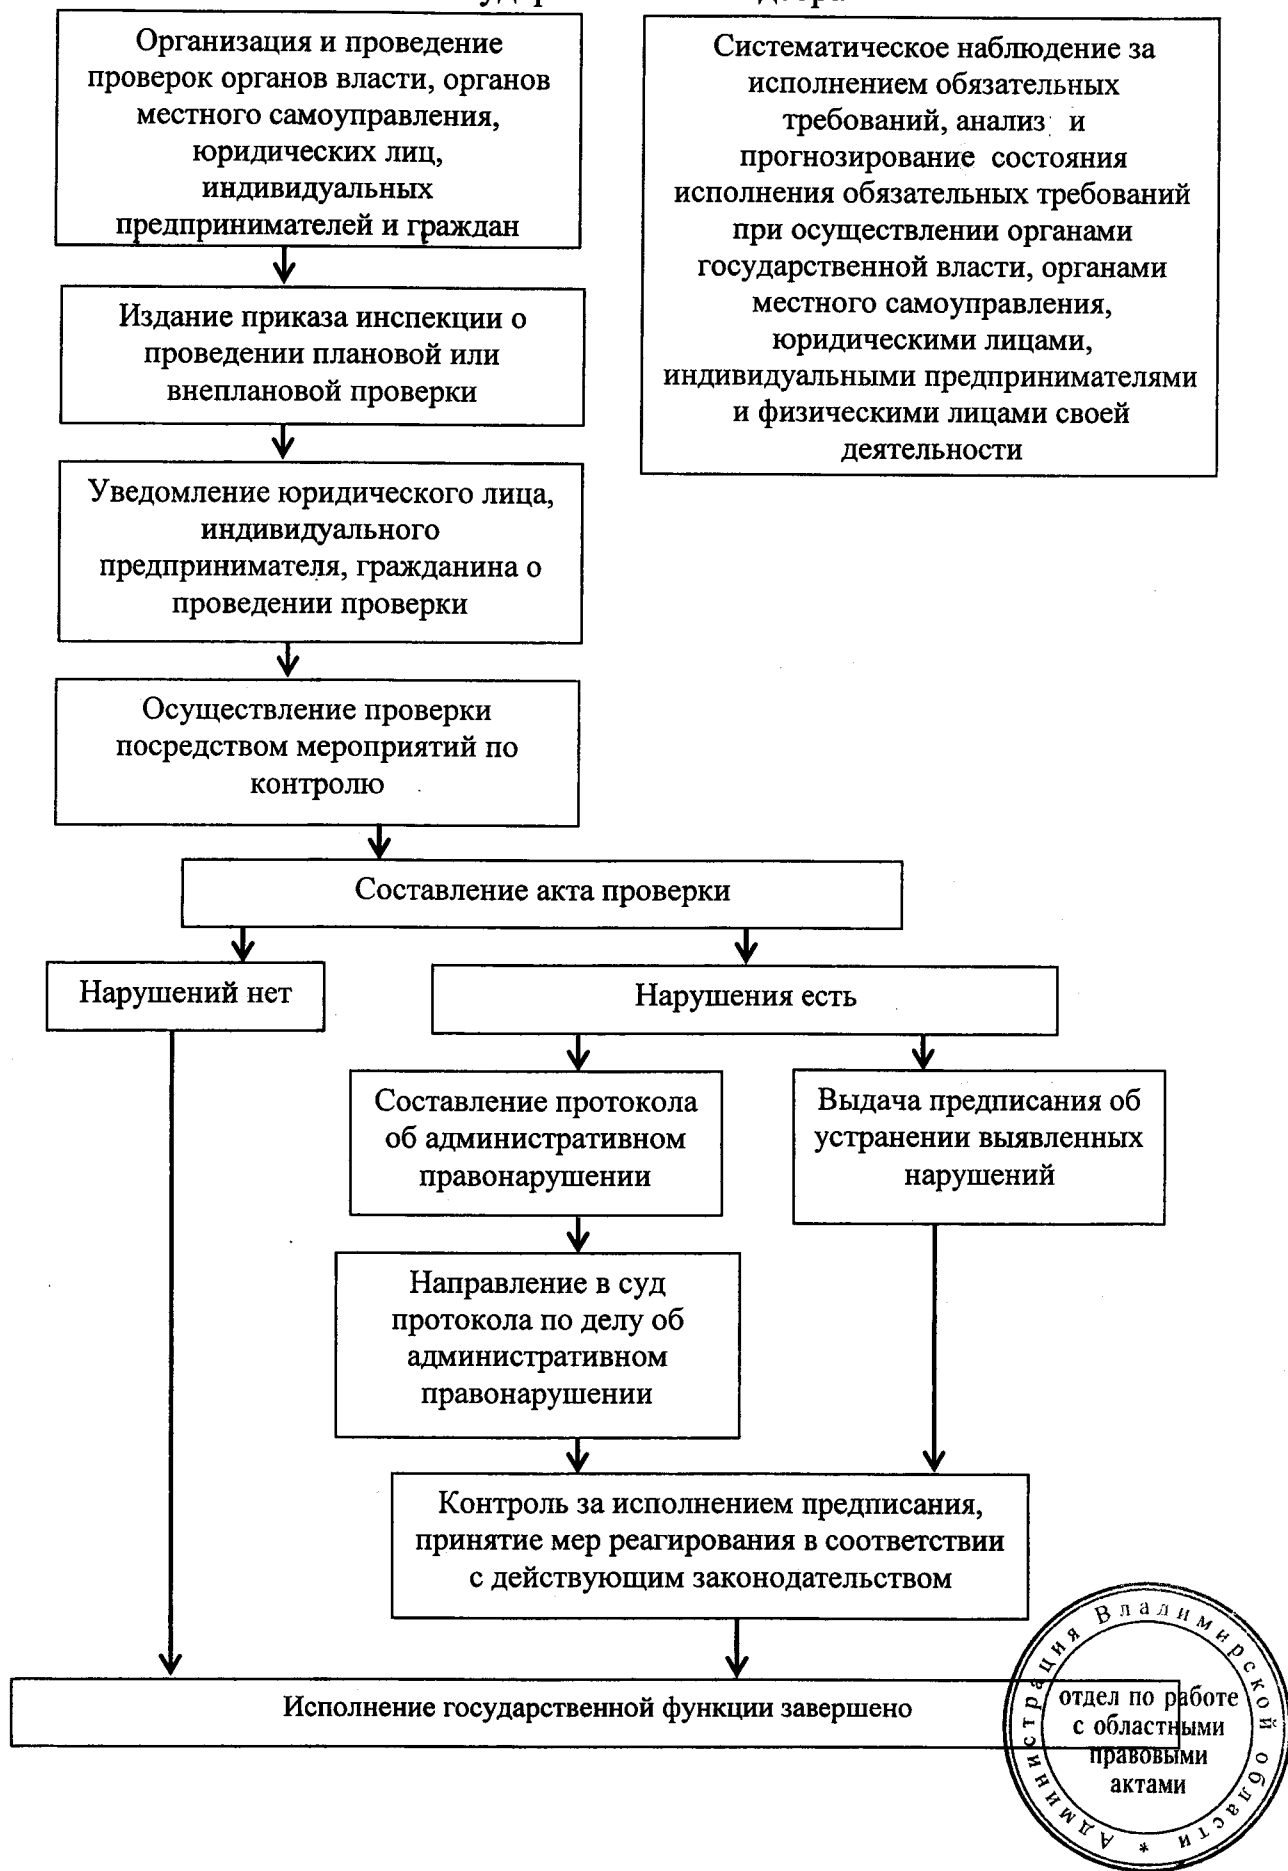 Организация и проведение
проверок органов власти, органов
местного самоуправления,
юридических лиц,
индивидуальных
предпринимателей и граждан
Систематическое наблюдение за
исполнением обязательных
требований, анализ и
прогнозирование состояния
исполнения обязательных требований
при осуществлении органами
государственной власти, органами
местного самоуправления,
юридическими лицами,
индивидуальными предпринимателями
и физическими лицами своей
деятельности
Издание приказа инспекции о
проведении плановой или
внеплановой проверки
Уведомление юридического лица,
индивидуального
предпринимателя, гражданина о
проведении проверки
Осуществление проверки
посредством мероприятий по
контролю
Составление акта проверки
Нарушений нет
Нарушения есть
Составление протокола
об административном
правонарушении
Выдача предписания об
устранении выявленных
нарушений
Направление в суд
протокола по делу об
административном
правонарушении
Контроль за исполнением предписания,
принятие мер реагирования в соответствии
с действующим законодательством
Исполнение государственной функции завершено
Администрация Владимирской области *
отдел по работе
с областными
правовыми
актами